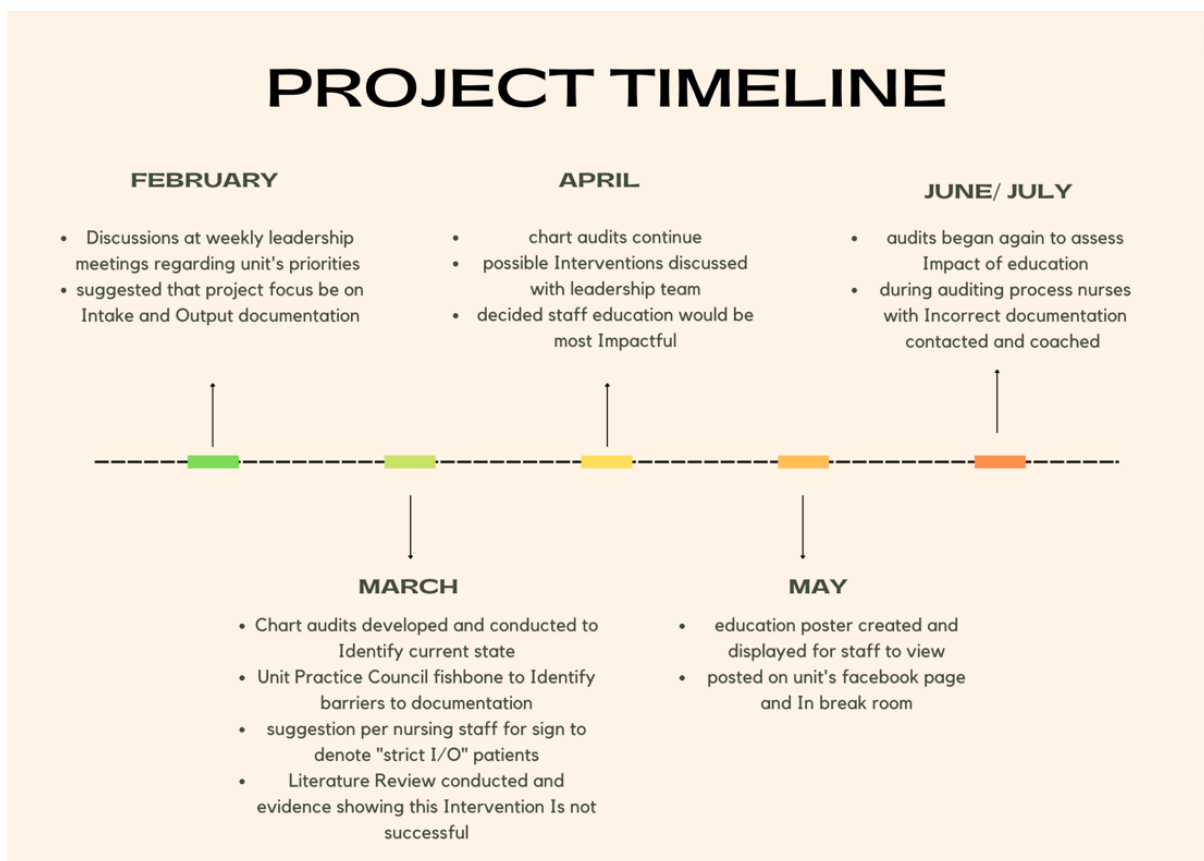 PROJECT TIMELINE
FEBRUARY
• Discussions at weekly leadership
meetings regarding unit's priorities
• suggested that project focus be on
Intake and Output documentation
APRIL
• chart audits continue
• possible Interventions discussed
with leadership team
• decided staff education would be
most Impactful
JUNE/ JULY
• audits began again to assess
Impact of education
• during auditing process nurses
with Incorrect documentation
contacted and coached
MARCH
• Chart audits developed and conducted to
Identify current state
• Unit Practice Council fishbone to Identify
barriers to documentation
• suggestion per nursing staff for sign to
denote "strict I/O" patients
• Literature Review conducted and
evidence showing this Intervention Is not
successful
MAY
• education poster created and
displayed for staff to view
• posted on unit's facebook page
and In break room